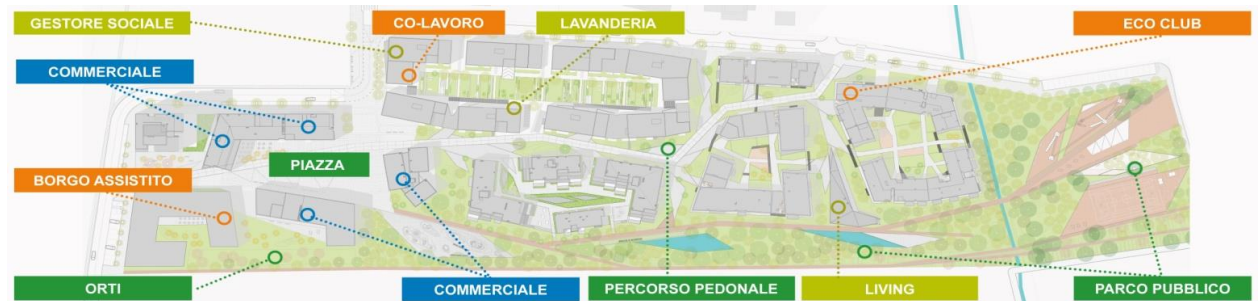 GESTORE SOCIALE
CO-LAVORO
LAVANDERIA
ECO CLUB
COMMERCIALE
PIAZZA
BORGO ASSISTITO
ORTI
COMMERCIALE
PERCORSO PEDONALE
LIVING
PARCO PUBBLICO